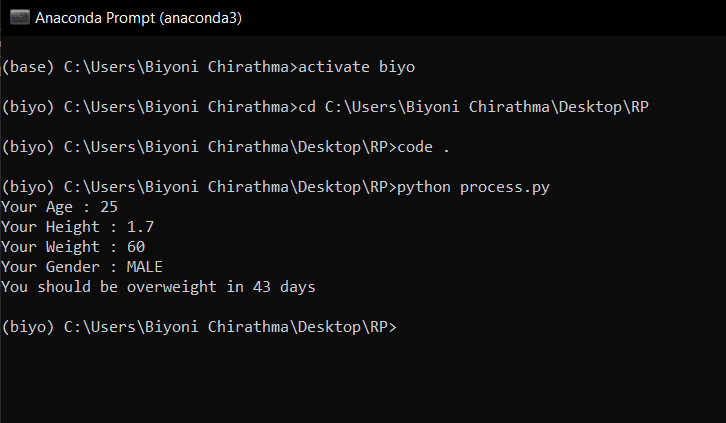 Anaconda Prompt (anaconda3)
(base) C:\Users\Biyoni Chirathma>activate biyo
(biyo) C:\Users\Biyoni Chirathma>cd C:\Users\Biyoni Chirathma\Desktop\RP
(biyo) C:\Users\Biyoni Chirathma\Desktop\RP>code .
(biyo) C:\Users\Biyoni Chirathma\Desktop\RP>python process.py
Your Age : 25
Your Height : 1.7
Your Weight : 60
Your Gender : MALE
You should be overweight in 43 days
(biyo) C:\Users\Biyoni Chirathma\Desktop\RP>